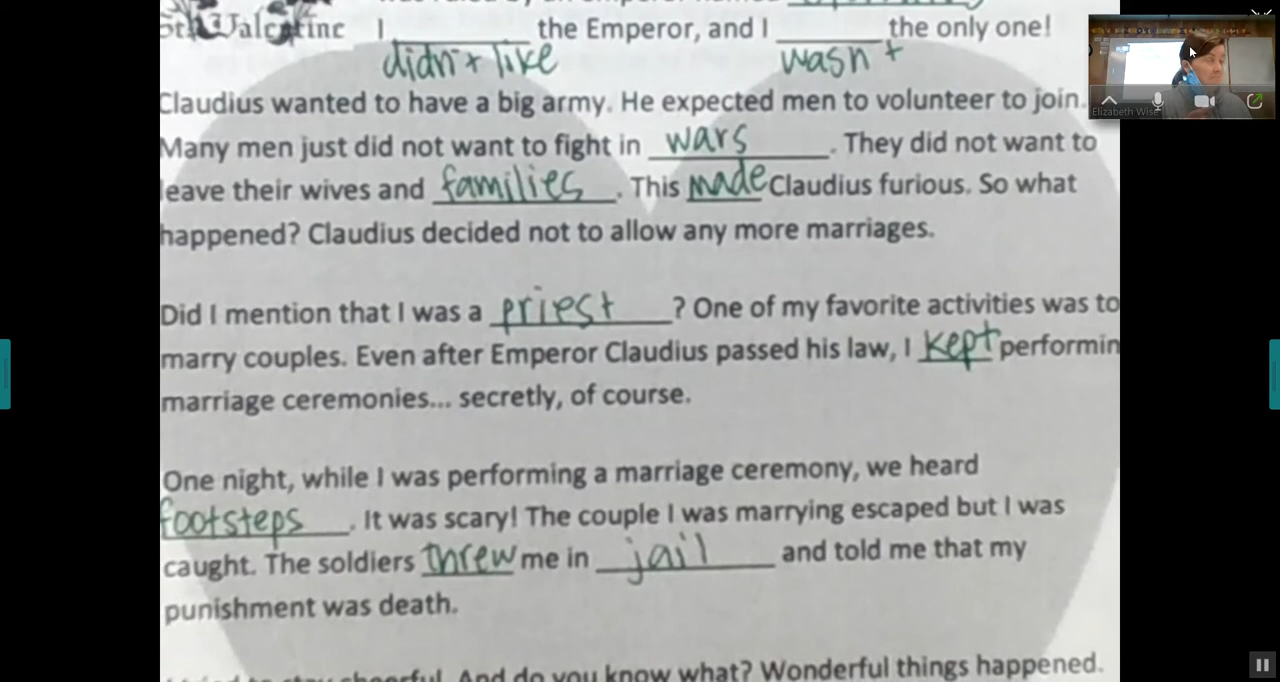 St. Valentine I ________ the Emperor, and I ________ the only one!
didn't like wasn't
Elizabeth Wise
Claudius wanted to have a big army. He expected men to volunteer to join.
Many men just did not want to fight in wars. They did not want to
leave their wives and families. This made Claudius furious. So what
happened? Claudius decided not to allow any more marriages.
Did I mention that I was a priest? One of my favorite activities was to
marry couples. Even after Emperor Claudius passed his law, I kept performin
marriage ceremonies... secretly, of course.
One night, while I was performing a marriage ceremony, we heard
footsteps. It was scary! The couple I was marrying escaped but I was
caught. The soldiers threw me in jail and told me that my
punishment was death.
cheerful. And do you know what? Wonderful things happened.